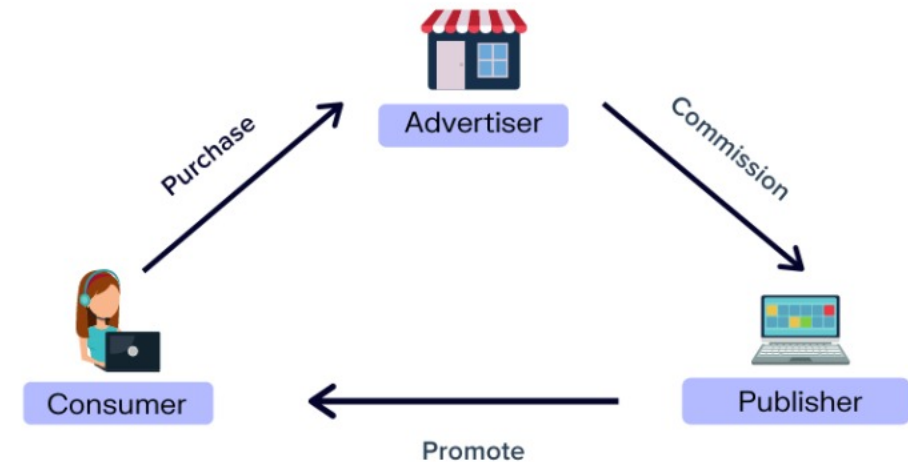 Advertiser
Purchase
Commission
Consumer
Publisher
Promote